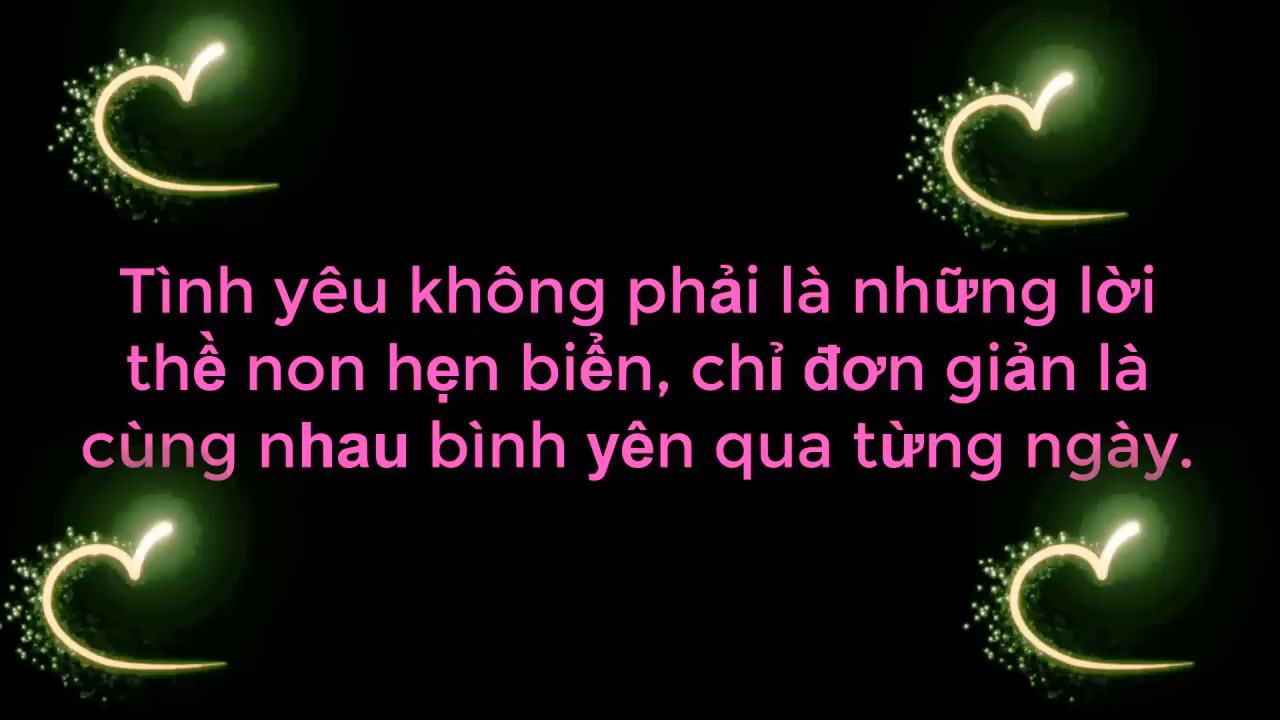 Tình yêu không phải là những lời
thề non hẹn biển, chỉ đơn giản là
cùng nhau bình yên qua từng ngày.